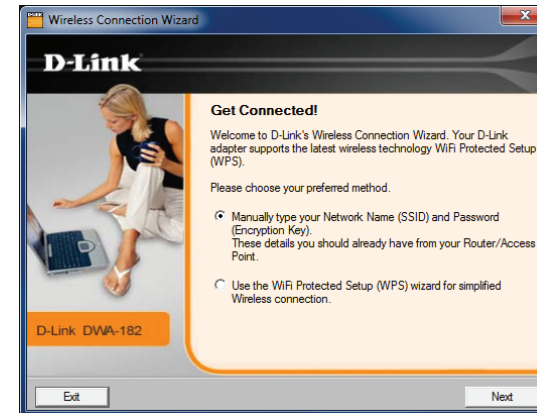 Wireless Connection Wizard
D-Link
Get Connected!
Welcome to D-Link's Wireless Connection Wizard. Your D-Link
adapter supports the latest wireless technology WiFi Protected Setup
(WPS).
Please choose your preferred method.
Manually type your Network Name (SSID) and Password
(Encryption Key).
These details you should already have from your Router/Access
Point.
Use the WiFi Protected Setup (WPS) wizard for simplified
Wireless connection.
D-Link DWA-182
Exit
Next